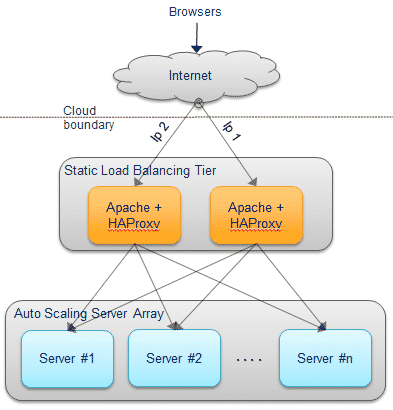 Browsers
Internet
Cloud
boundary
Ip 2
Ip 1
Static Load Balancing Tier
Apache +
HAProxy
Apache +
HAProxy
Auto Scaling Server Array
Server #1
Server #2
....
Server #n